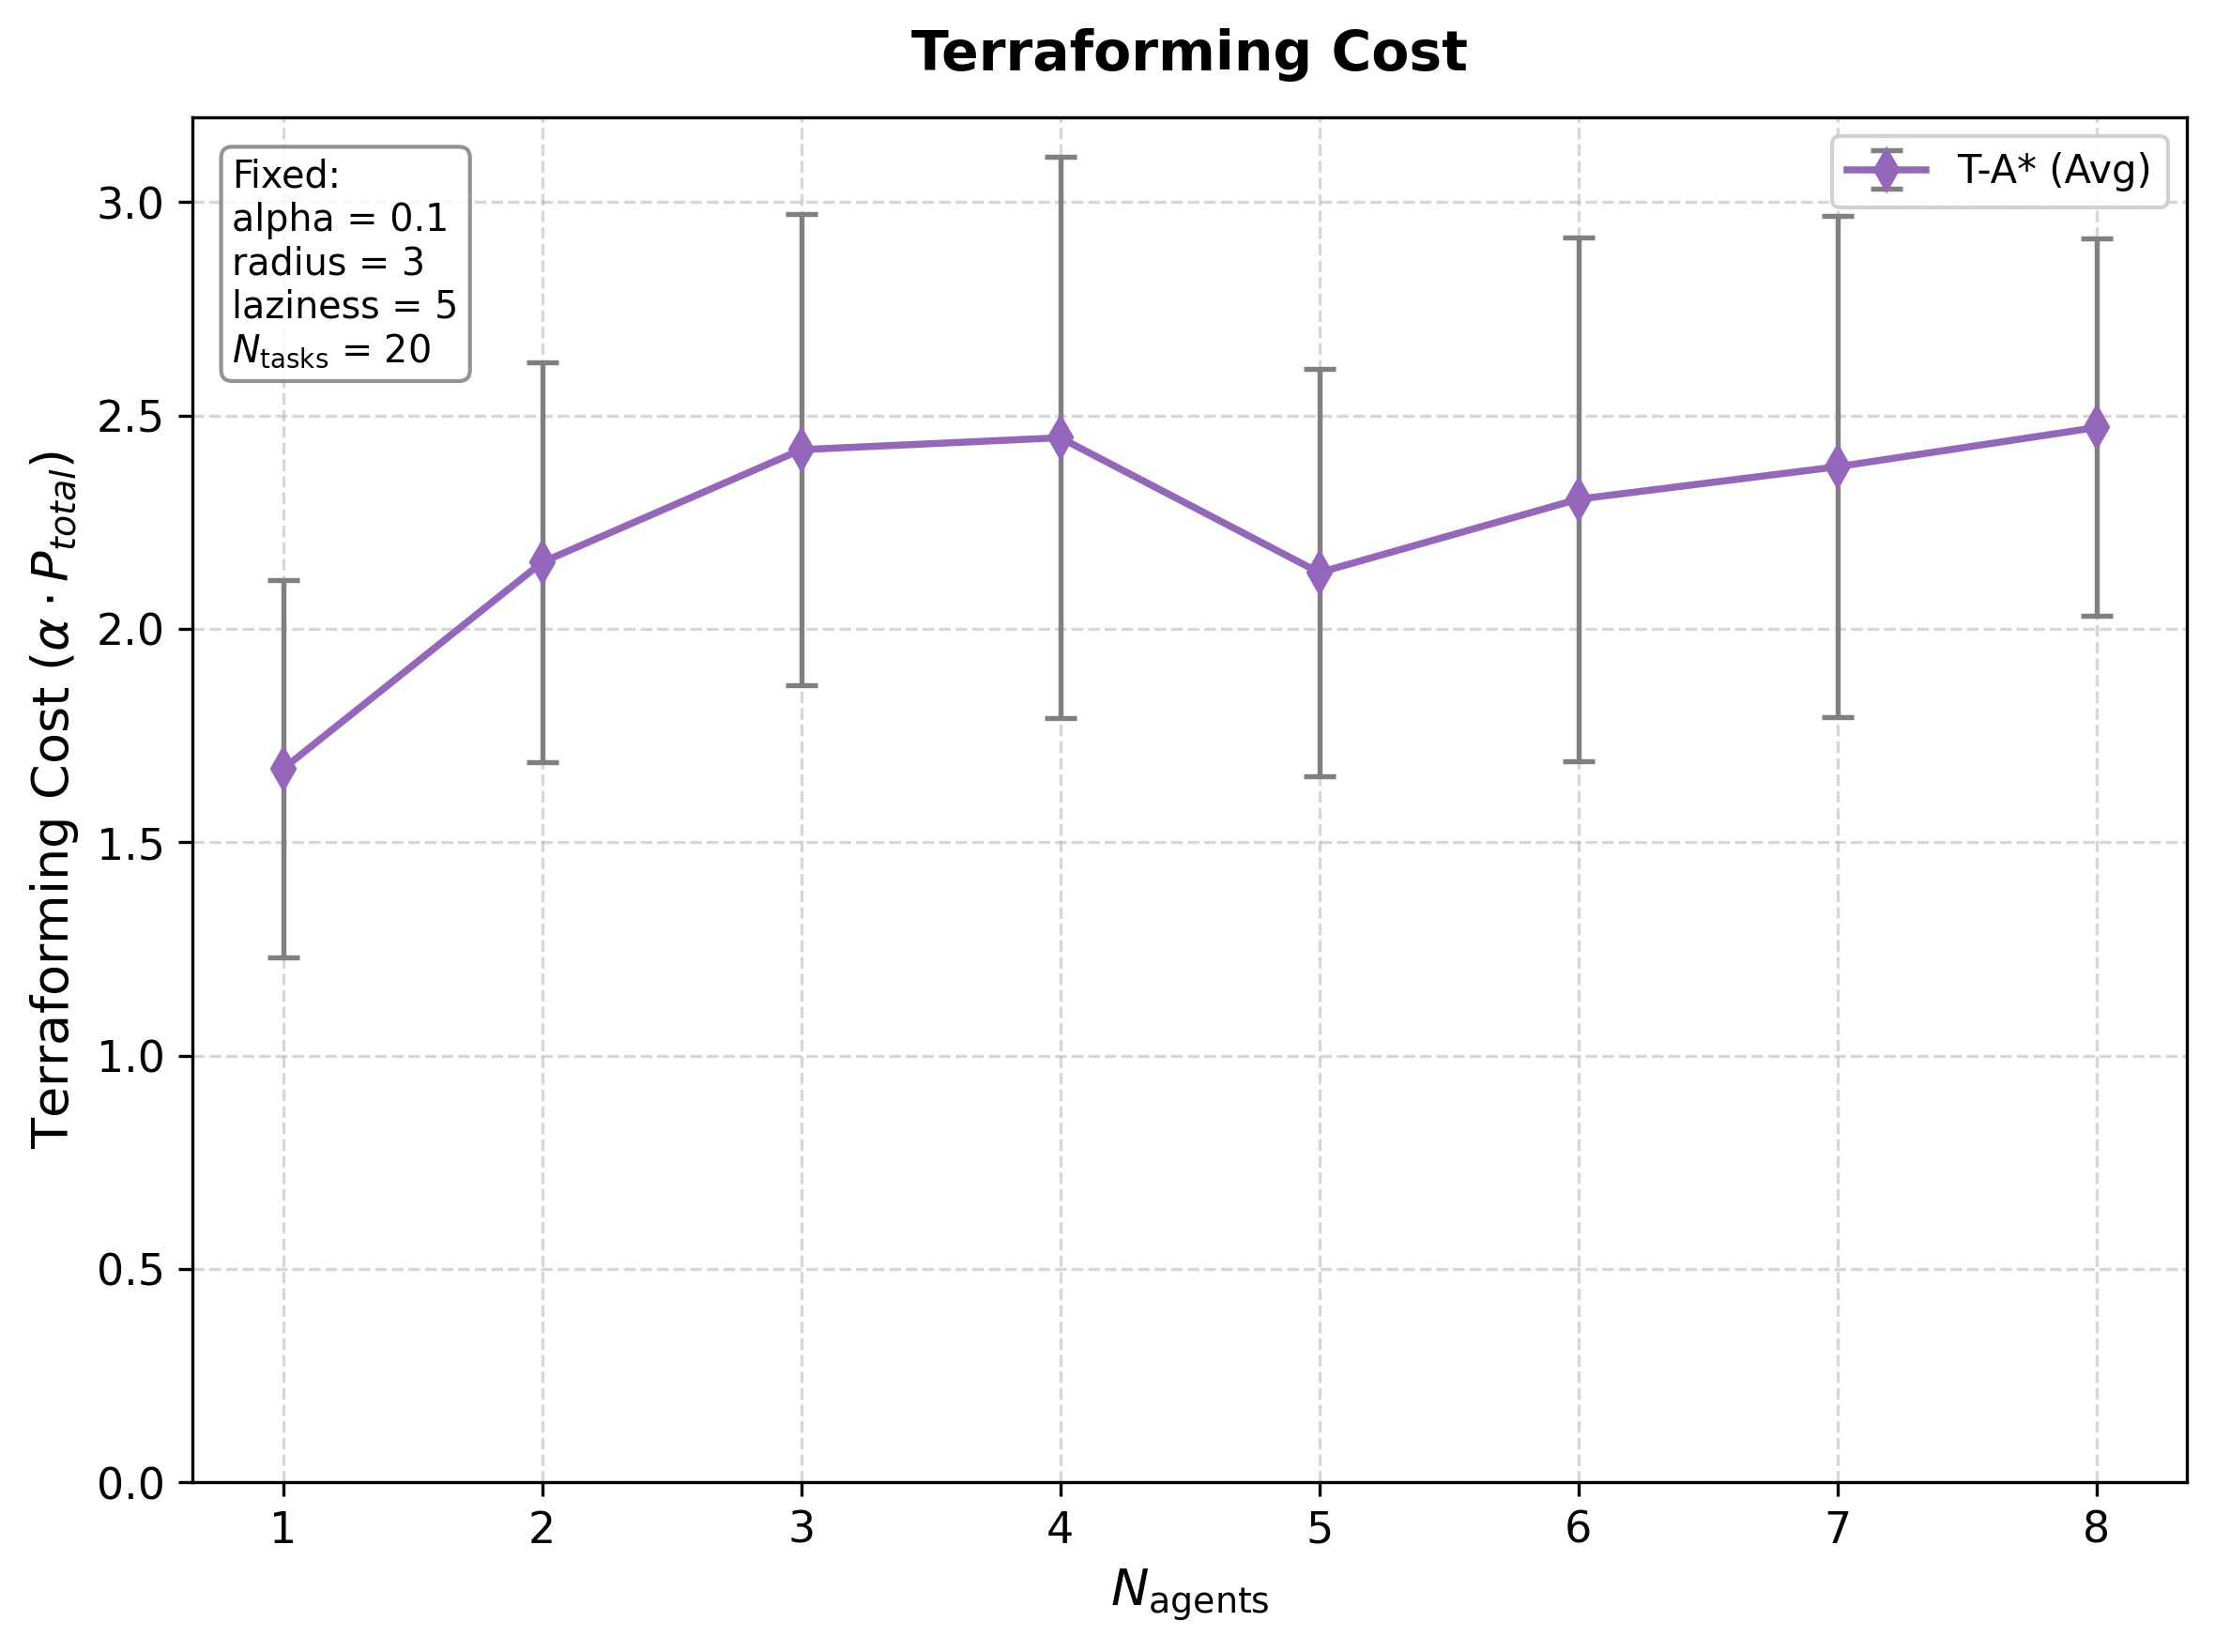 Terraforming Cost
Fixed:
alpha = 0.1
radius = 3
laziness = 5
N_tasks = 20
T-A* (Avg)
Terraforming Cost (α · P_total)
3.0
2.5
2.0
1.5
1.0
0.5
0.0
1 2 3 4 5 6 7 8
N_agents